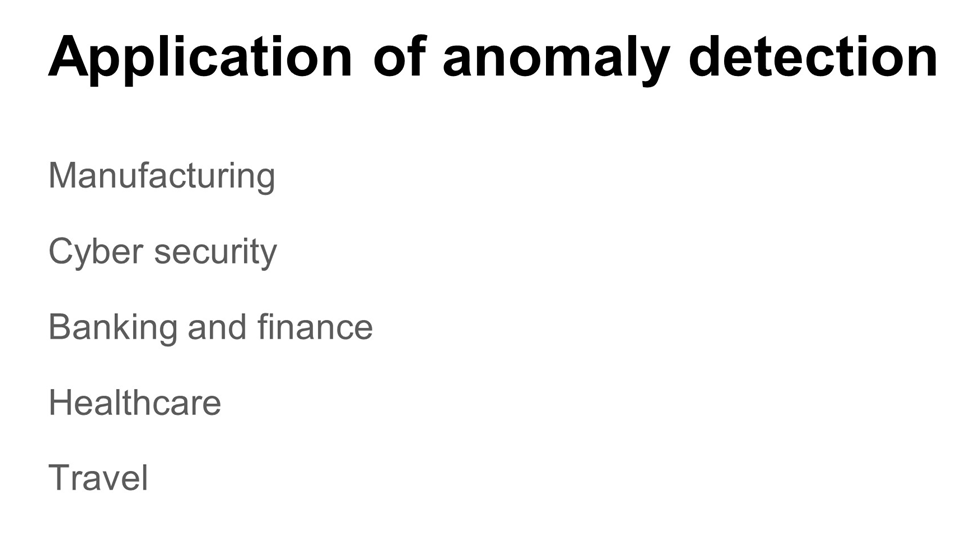 Application of anomaly detection
Manufacturing
Cyber security
Banking and finance
Healthcare
Travel